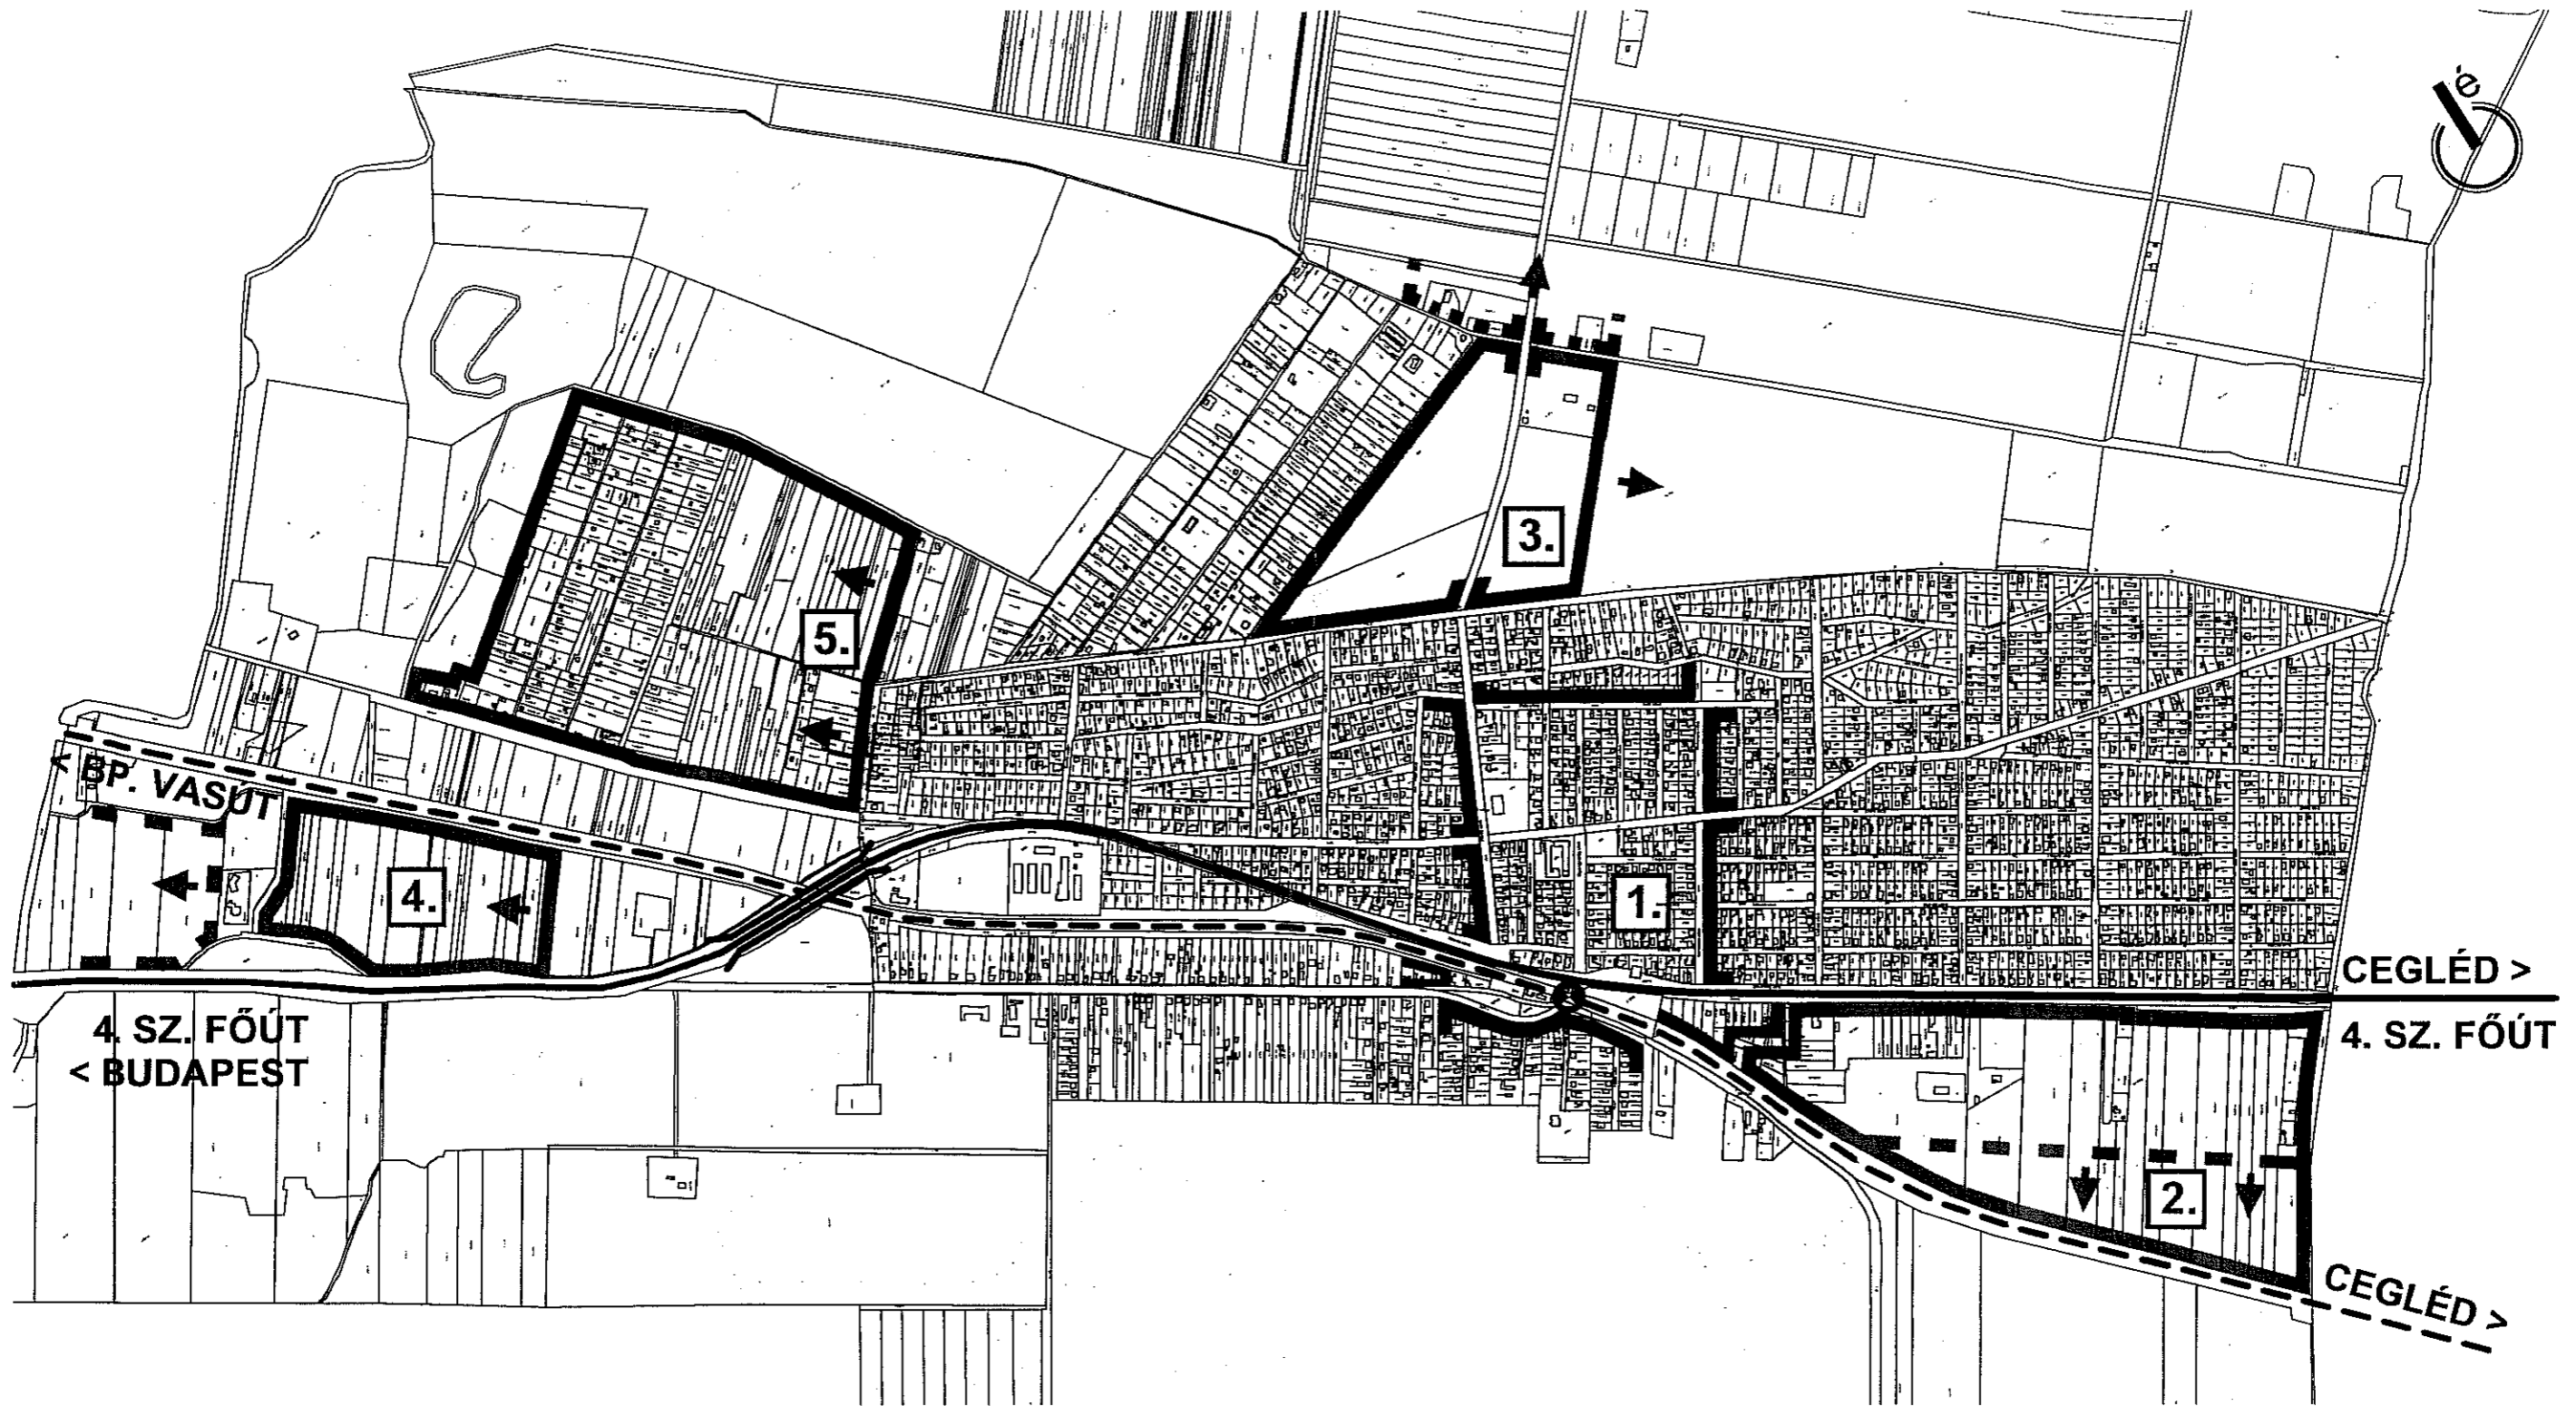 é
3.
5.
< BP. VASÚT
4.
1.
CEGLÉD >
4. SZ. FŐÚT
4. SZ. FŐÚT
< BUDAPEST
2.
CEGLÉD >